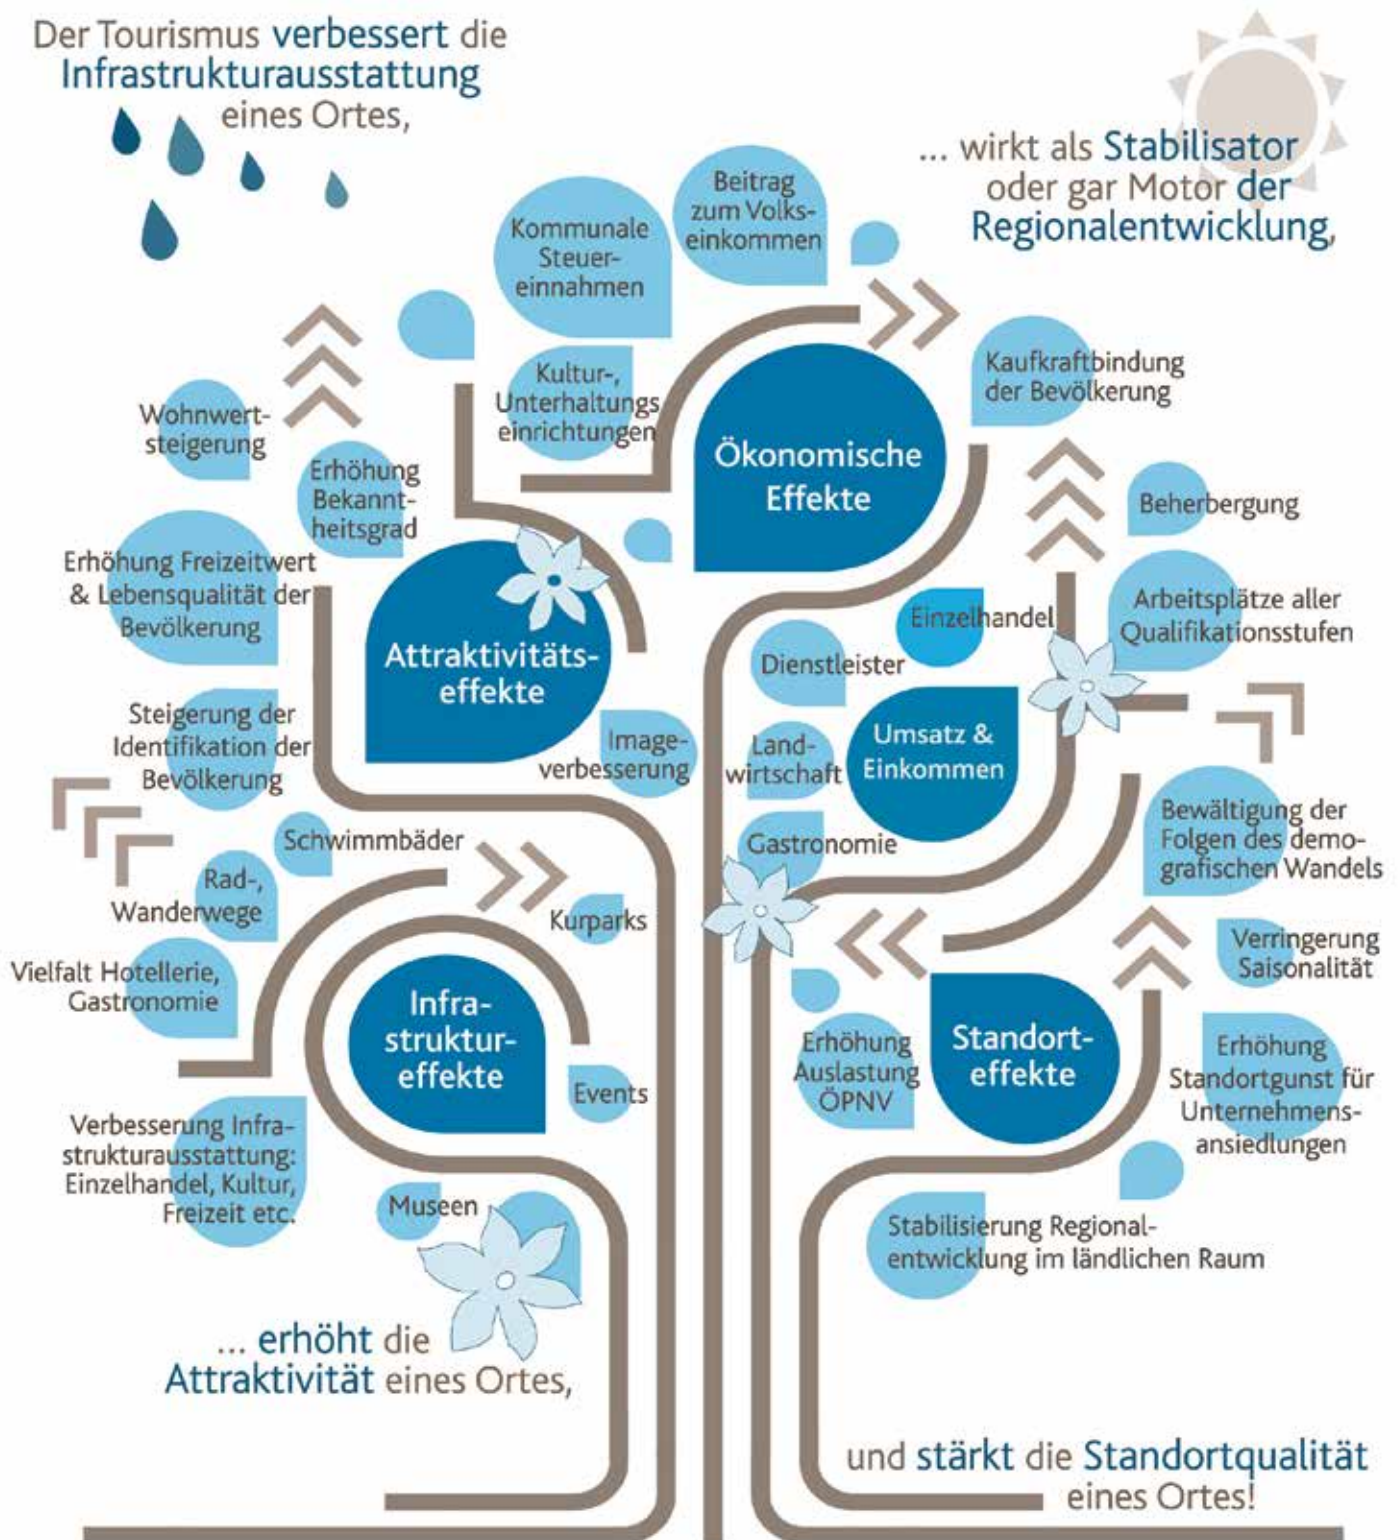 Der Tourismus verbessert die
Infrastrukturausstattung
eines Ortes,
... wirkt als Stabilisator
oder gar Motor der
Regionalentwicklung,
Beitrag
zum Volks-
einkommen
Kommunale
Steuer-
einnahmen
Kultur-,
Unterhaltungs
einrichtungen
Kaufkraftbindung
der Bevölkerung
Ökonomische
Effekte
Wohnwert-
steigerung
Erhöhung
Bekannt-
heitsgrad
Erhöhung Freizeitwert
& Lebensqualität der
Bevölkerung
Attraktivitäts-
effekte
Steigerung der
Identifikation der
Bevölkerung
Image-
verbesserung
Beherbergung
Arbeitsplätze aller
Qualifikationsstufen
Einzelhandel
Dienstleister
Land-
wirtschaft
Umsatz &
Einkommen
Gastronomie
Schwimmbäder
Rad-,
Wanderwege
Kurparks
Vielfalt Hotellerie,
Gastronomie
Infra-
struktur-
effekte
Events
Verbesserung Infra-
strukturausstattung:
Einzelhandel, Kultur,
Freizeit etc.
Museen
Bewältigung der
Folgen des demo-
grafischen Wandels
Verringerung
Saisonalität
Erhöhung
Auslastung
ÖPNV
Standort-
effekte
Erhöhung
Standortgunst für
Unternehmens-
ansiedlungen
Stabilisierung Regional-
entwicklung im ländlichen Raum
... erhöht die
Attraktivität eines Ortes,
und stärkt die Standortqualität
eines Ortes!